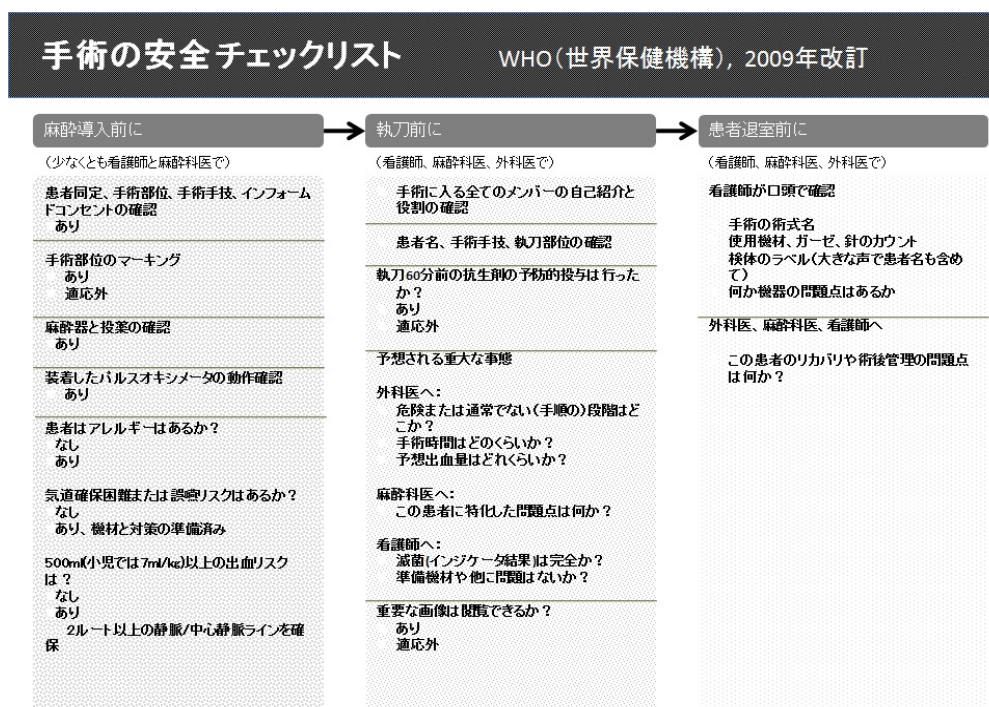 手術の安全チェックリスト WHO(世界保健機構), 2009年改訂
麻酔導入前に
(少なくとも看護師と麻酔科医で)
患者同定、手術部位、手術手技、インフォーム
ドコンセントの確認
あり
手術部位のマーキング
あり
適応外
麻酔器と投薬の確認
あり
装着したパルスオキシメータの動作確認
あり
患者はアレルギーはあるか?
なし
あり
気道確保困難または誤嚥リスクはあるか?
なし
あり、機材と対策の準備済み
500ml(小児では7ml/kg)以上の出血リスク
は?
なし
あり
2ルート以上の静脈/中心静脈ラインを確
保
執刀前に
(看護師、麻酔科医、外科医で)
手術に入る全てのメンバーの自己紹介と
役割の確認
患者名、手術手技、執刀部位の確認
執刀60分前の抗生剤の予防的投与は行った
か?
あり
適応外
予想される重大な事態
外科医へ:
危険または通常でない(手順の)段階はど
こか?
手術時間はどのくらいか?
予想出血量はどれくらいか?
麻酔科医へ:
この患者に特化した問題点は何か?
看護師へ:
滅菌(インジケータ結果)は完全か?
準備機材や他に問題はないか?
重要な画像は閲覧できるか?
あり
適応外
患者退室前に
(看護師、麻酔科医、外科医で)
看護師が口頭で確認
手術の術式名
使用機材、ガーゼ、針のカウント
検体のラベル(大きな声で患者名も含め
て)
何か機器の問題点はあるか
外科医、麻酔科医、看護師へ
この患者のリカバリや術後管理の問題点
は何か?